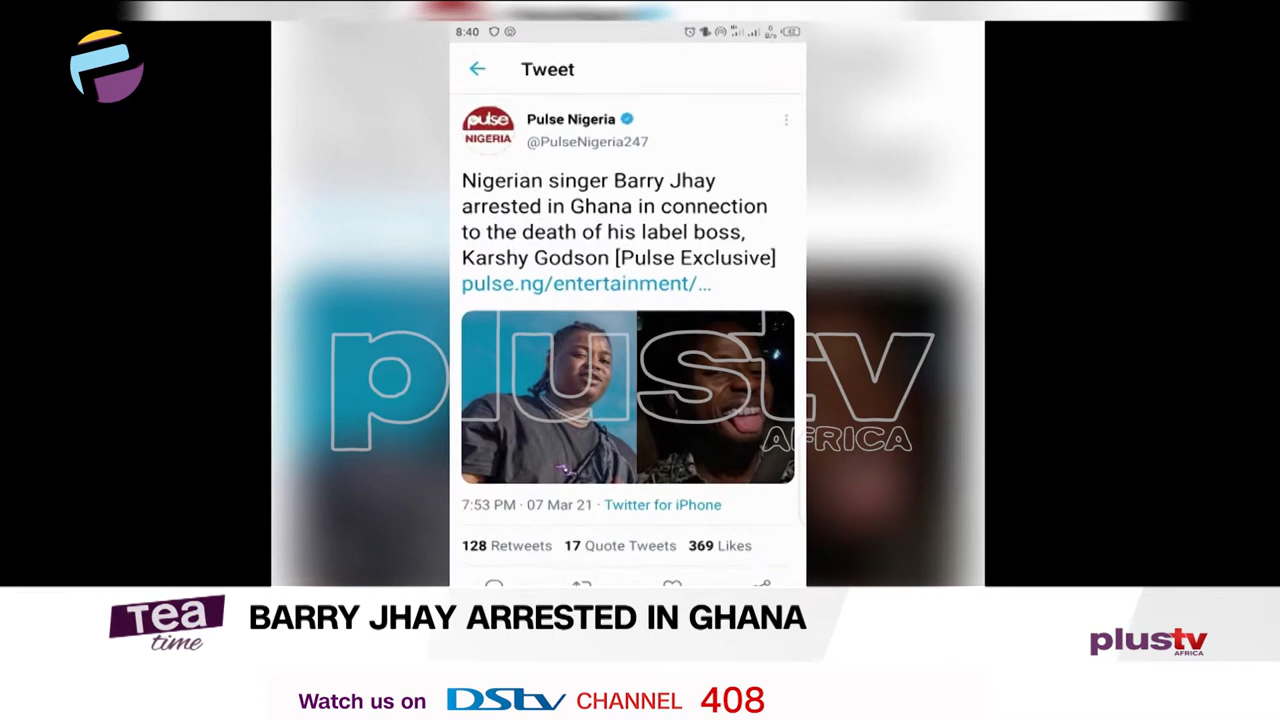 8:40
Tweet
pulse
NIGERIA
Pulse Nigeria
@PulseNigeria247
Nigerian singer Barry Jhay
arrested in Ghana in connection
to the death of his label boss,
Karshy Godson [Pulse Exclusive]
pulse.ng/entertainment/...
plustv
AFRICA
7:53 PM · 07 Mar 21 · Twitter for iPhone
128 Retweets 17 Quote Tweets 369 Likes
Tea
time
BARRY JHAY ARRESTED IN GHANA
plustv
AFRICA
Watch us on DStv CHANNEL 408